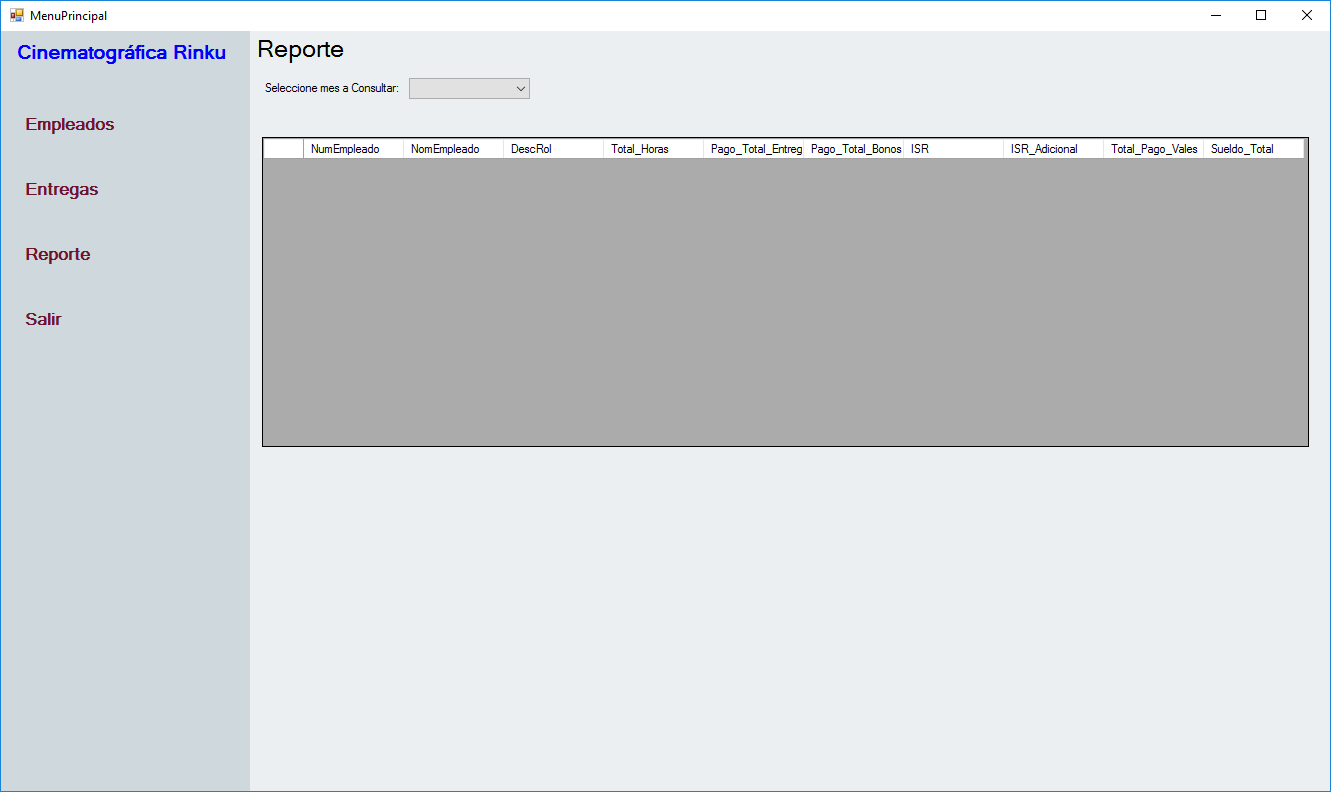 MenuPrincipal
Cinematográfica Rinku
Empleados
Entregas
Reporte
Salir
Reporte
Seleccione mes a Consultar:
NumEmpleado NomEmpleado DescRol Total_Horas Pago_Total_Entreg Pago_Total_Bonos ISR ISR_Adicional Total_Pago_Vales Sueldo_Total